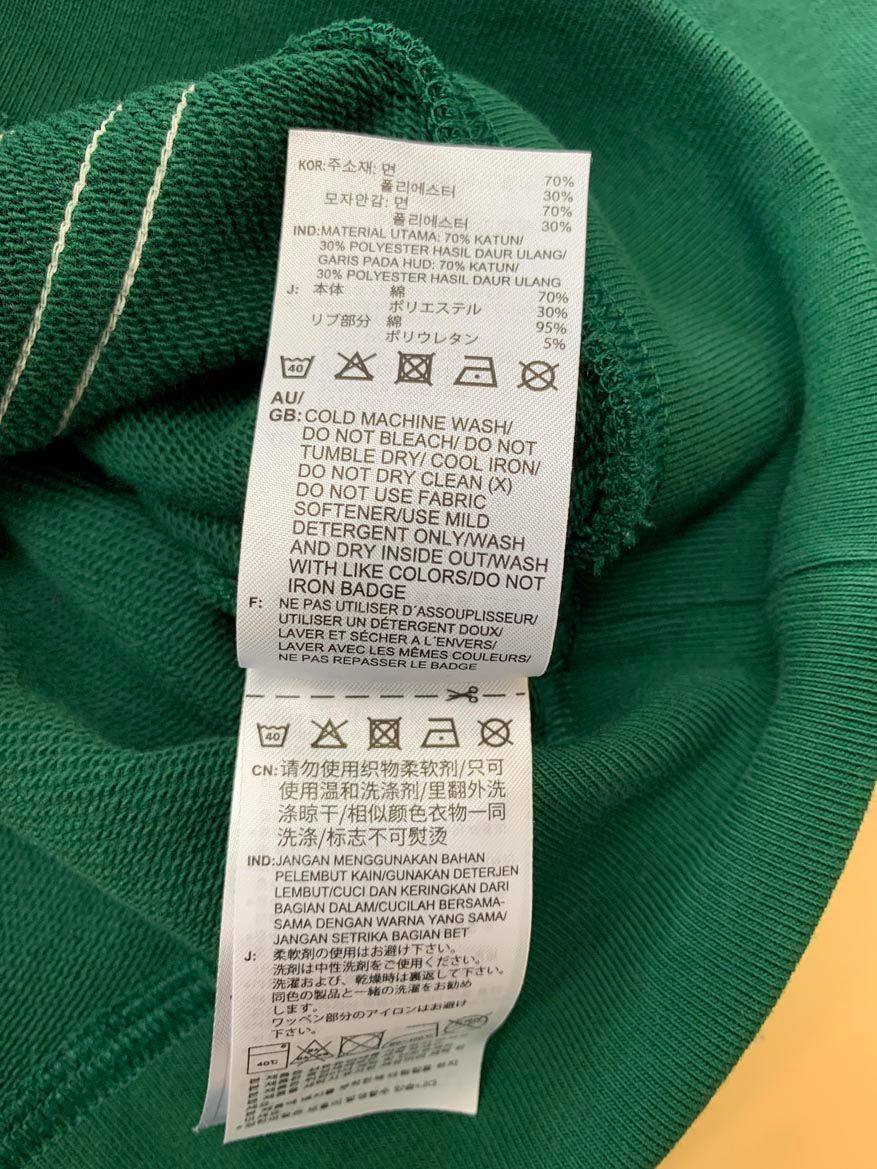 KOR: 주소재: 면 70%
폴리에스터 30%
모자안감: 면 70%
폴리에스터 30%
IND: MATERIAL UTAMA: 70% KATUN/
30% POLYESTER HASIL DAUR ULANG/
GARIS PADA HUD: 70% KATUN/
30% POLYESTER HASIL DAUR ULANG
J: 本体 綿 70%
ポリエステル 30%
リブ部分 綿 95%
ポリウレタン 5%
40
AU/
GB: COLD MACHINE WASH/
DO NOT BLEACH/ DO NOT
TUMBLE DRY/ COOL IRON/
DO NOT DRY CLEAN (X)
DO NOT USE FABRIC
SOFTENER/USE MILD
DETERGENT ONLY/WASH
AND DRY INSIDE OUT/WASH
WITH LIKE COLORS/DO NOT
IRON BADGE
F: NE PAS UTILISER D´ASSOUPLISSEUR/
UTILISER UN DÉTERGENT DOUX/
LAVER ET SÉCHER A L´ENVERS/
LAVER AVEC LES MÊMES COULEURS/
NE PAS REPASSER LE BADGE
40
CN: 请勿使用织物柔软剂/只可
使用温和洗涤剂/里翻外洗
涤晾干/相似颜色衣物一同
洗涤/标志不可熨烫
IND: JANGAN MENGGUNAKAN BAHAN
PELEMBUT KAIN/GUNAKAN DETERJEN
LEMBUT/CUCI DAN KERINGKAN DARI
BAGIAN DALAM/CUCILAH BERSAMA-
SAMA DENGAN WARNA YANG SAMA/
JANGAN SETRIKA BAGIAN BET
J: 柔軟剤の使用はお避け下さい。
洗剤は中性洗剤をご使用ください。
洗濯および、乾燥時は裏返して下さい。
同色の製品と一緒の洗濯をお勧め
します。
ワッペン部分のアイロンはお避け
下さい。
40℃